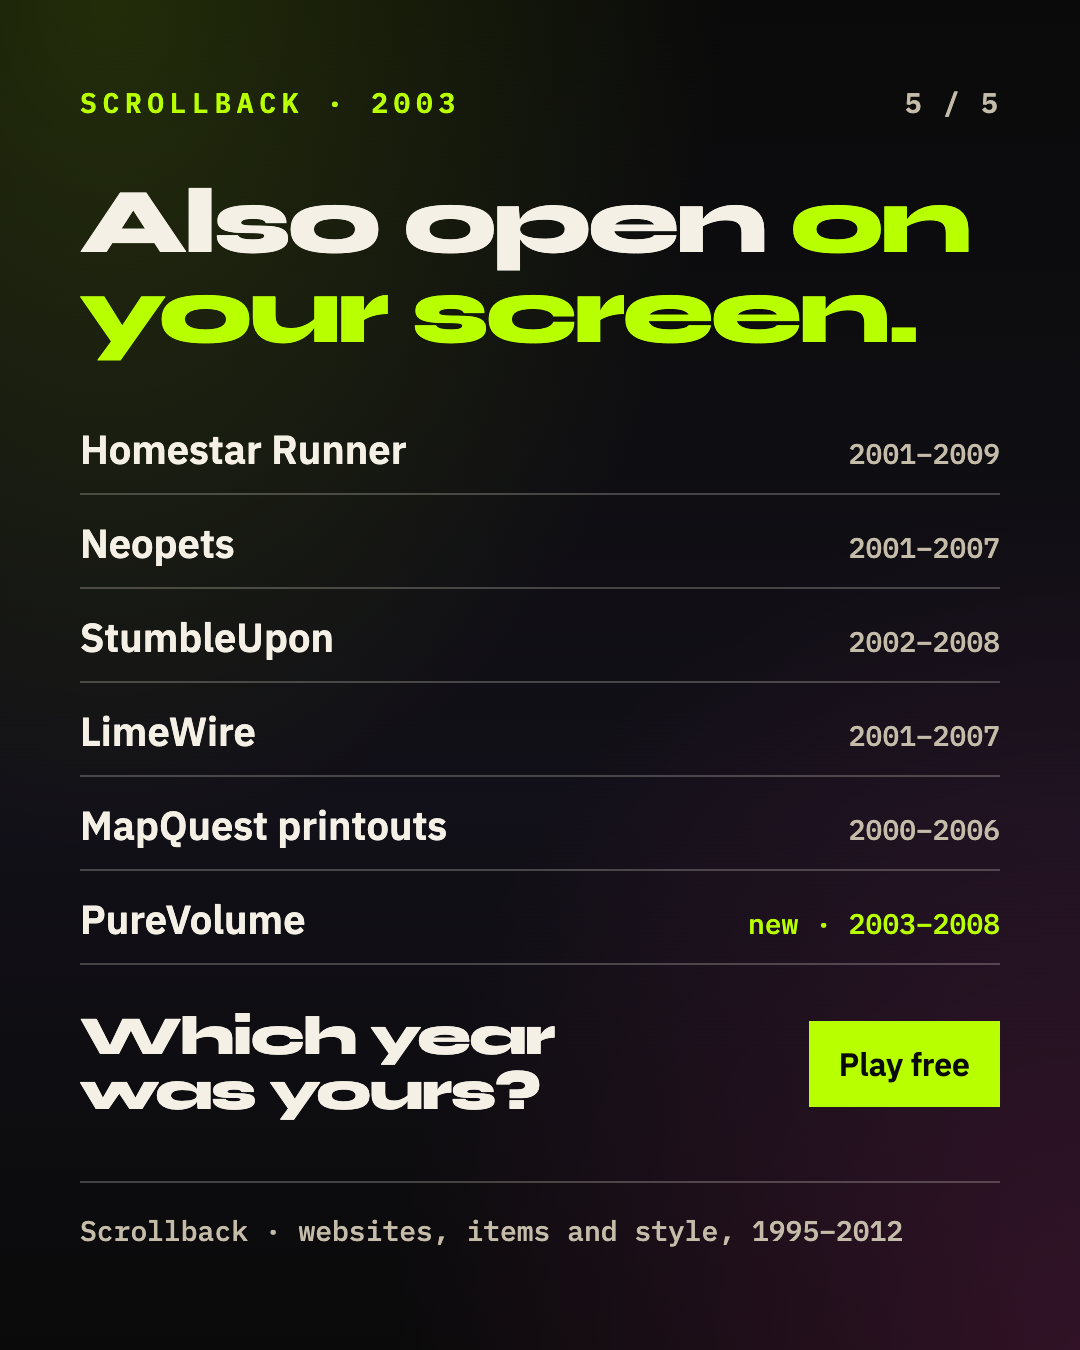 SCROLLBACK · 2003
5 / 5
Also open on
your screen.
Homestar Runner
2001–2009
Neopets
2001–2007
StumbleUpon
2002–2008
LimeWire
2001–2007
MapQuest printouts
2000–2006
PureVolume
new · 2003–2008
Which year
was yours?
Play free
Scrollback · websites, items and style, 1995–2012